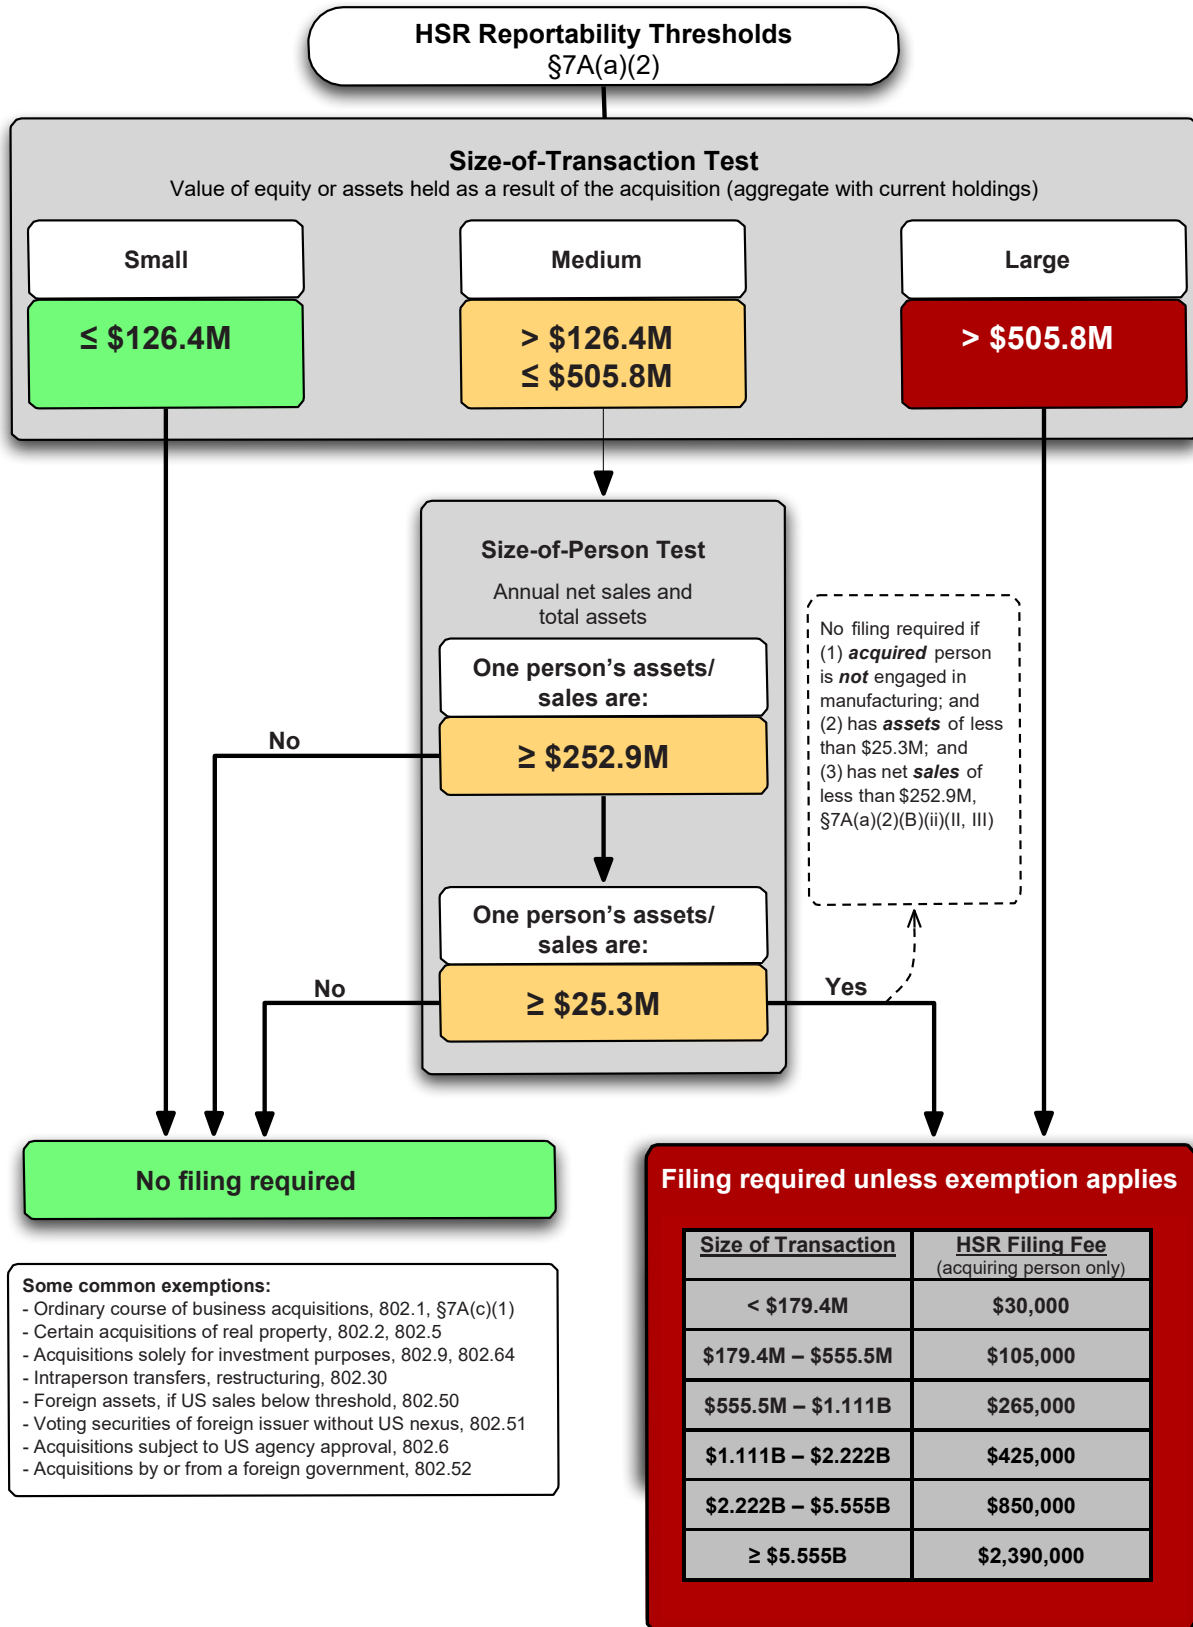 HSR Reportability Thresholds
§7A(a)(2)
Size-of-Transaction Test
Value of equity or assets held as a result of the acquisition (aggregate with current holdings)
Small
≤ $126.4M
Medium
> $126.4M
≤ $505.8M
Large
> $505.8M
Size-of-Person Test
Annual net sales and
total assets
One person’s assets/
sales are:
≥ $252.9M
No
One person’s assets/
sales are:
≥ $25.3M
No
Yes
No filing required if
(1) acquired person
is not engaged in
manufacturing; and
(2) has assets of less
than $25.3M; and
(3) has net sales of
less than $252.9M,
§7A(a)(2)(B)(ii)(II, III)
No filing required
Some common exemptions:
- Ordinary course of business acquisitions, 802.1, §7A(c)(1)
- Certain acquisitions of real property, 802.2, 802.5
- Acquisitions solely for investment purposes, 802.9, 802.64
- Intraperson transfers, restructuring, 802.30
- Foreign assets, if US sales below threshold, 802.50
- Voting securities of foreign issuer without US nexus, 802.51
- Acquisitions subject to US agency approval, 802.6
- Acquisitions by or from a foreign government, 802.52
Filing required unless exemption applies
Size of Transaction HSR Filing Fee
(acquiring person only)
< $179.4M $30,000
$179.4M – $555.5M $105,000
$555.5M – $1.111B $265,000
$1.111B – $2.222B $425,000
$2.222B – $5.555B $850,000
≥ $5.555B $2,390,000